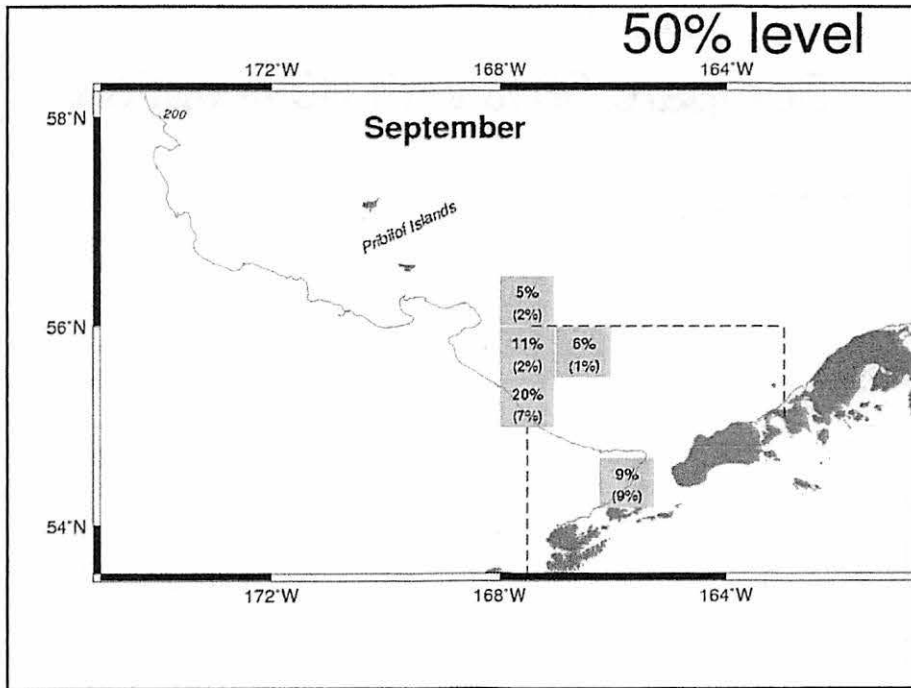 50% level
172°W 168°W 164°W
58°N
200
September
Pribilof Islands
5%
(2%)
56°N
11% 6%
(2%) (1%)
20%
(7%)
9%
(9%)
54°N
172°W 168°W 164°W